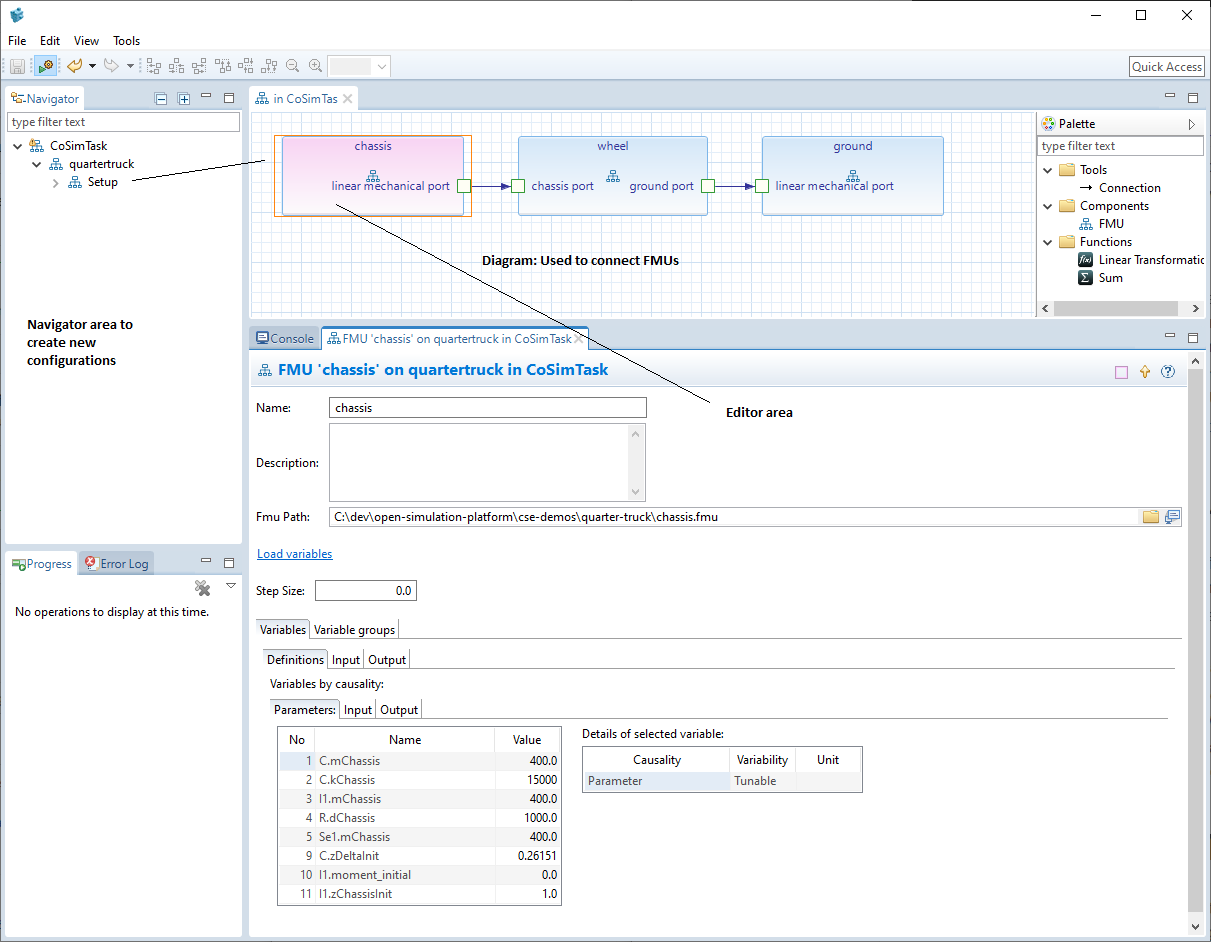 File Edit View Tools
Quick Access
Navigator
type filter text
CoSimTask
quartertruck
Setup
Navigator area to
create new
configurations
in CoSimTas
chassis
linear mechanical port
wheel
chassis port ground port
ground
linear mechanical port
Diagram: Used to connect FMUs
Palette
type filter text
Tools
Connection
Components
FMU
Functions
f(x) Linear Transformatic
Σ Sum
Progress Error Log
No operations to display at this time.
Console FMU 'chassis' on quartertruck in CoSimTask
FMU 'chassis' on quartertruck in CoSimTask
Editor area
Name: chassis
Description:
Fmu Path: C:\dev\open-simulation-platform\cse-demos\quarter-truck\chassis.fmu
Load variables
Step Size: 0.0
Variables Variable groups
Definitions Input Output
Variables by causality:
Parameters: Input Output
No Name Value
1 C.mChassis 400.0
2 C.kChassis 15000
3 I1.mChassis 400.0
4 R.dChassis 1000.0
5 Se1.mChassis 400.0
9 C.zDeltaInit 0.26151
10 I1.moment_initial 0.0
11 I1.zChassisInit 1.0
Details of selected variable:
Causality Variability Unit
Parameter Tunable